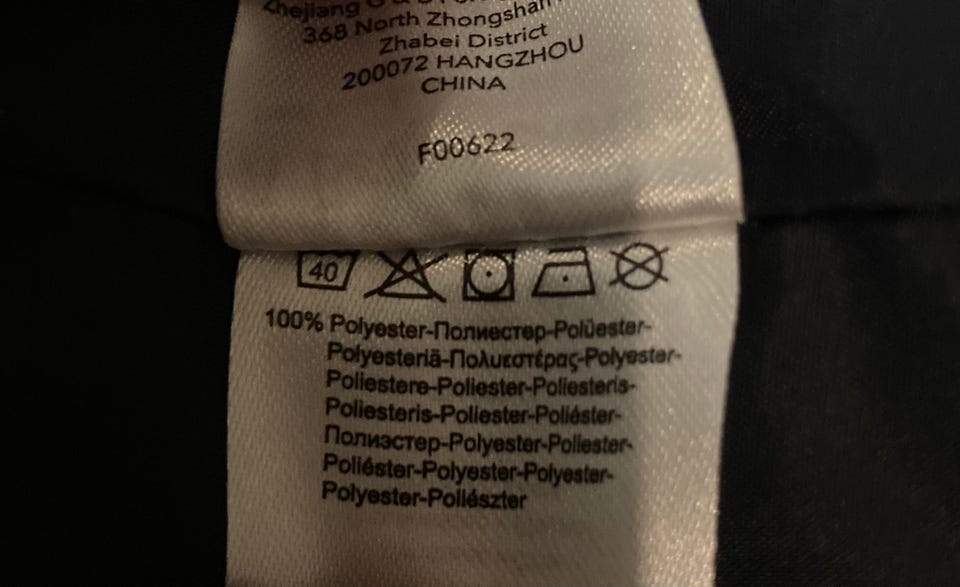 Zhejiang G &
368 North Zhongshan
Zhabei District
200072 HANGZHOU
CHINA
F00622
40
100% Polyester-Полиестер-Polüester-
Polyesteriä-Πολυεστέρας-Polyester-
Poliestere-Poliester-Poliesteris-
Poliesteris-Poliester-Poliéster-
Полиэстер-Polyester-Poliester-
Poliéster-Polyester-Polyester-
Polyester-Poliészter